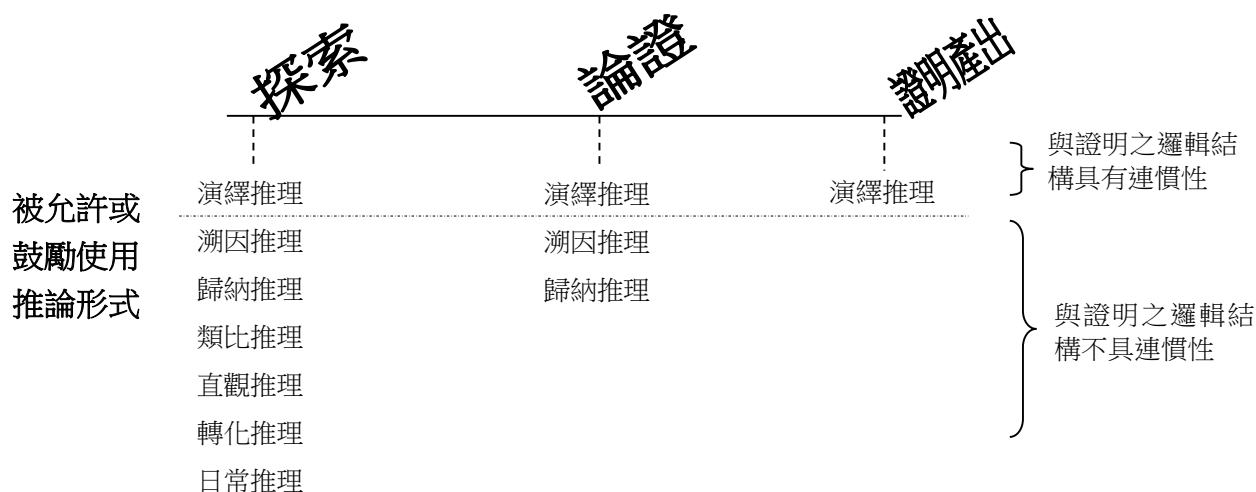 探索
論證
證明產出
與證明之邏輯結
構具有連慣性
被允許或
鼓勵使用
推論形式
演繹推理
演繹推理
演繹推理
溯因推理
溯因推理
歸納推理
歸納推理
類比推理
直觀推理
轉化推理
日常推理
與證明之邏輯結
構不具連慣性